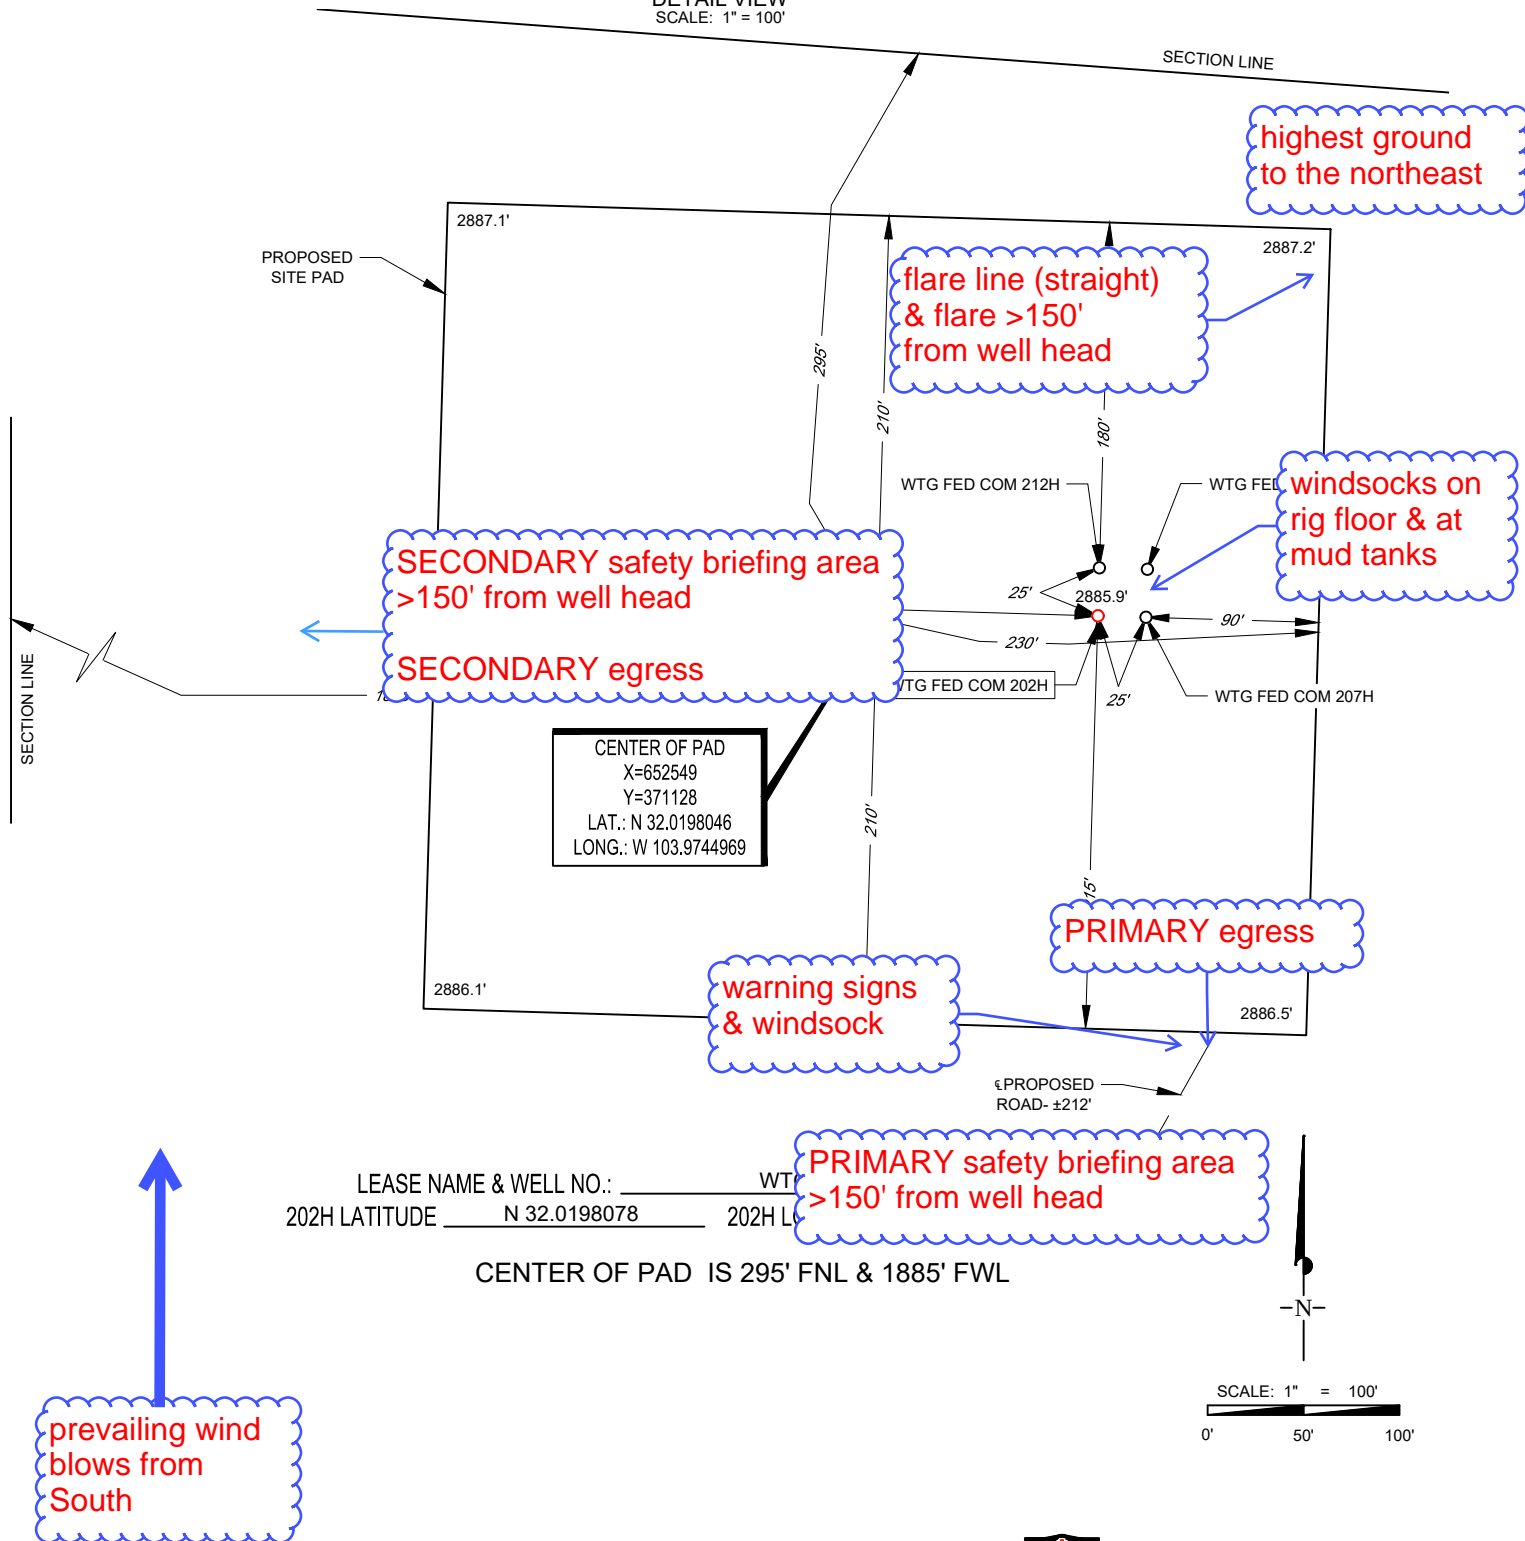 DETAIL VIEW
SCALE: 1" = 100'
SECTION LINE
highest ground
to the northeast
2887.1'
2887.2'
PROPOSED
SITE PAD
flare line (straight)
& flare >150'
from well head
295'
210'
180'
WTG FED COM 212H
WTG FED
windsocks on
rig floor & at
mud tanks
SECONDARY safety briefing area
>150' from well head
SECONDARY egress
25'
2885.9'
90'
230'
SECTION LINE
WTG FED COM 202H
25'
WTG FED COM 207H
CENTER OF PAD
X=652549
Y=371128
LAT.: N 32.0198046
LONG.: W 103.9744969
210'
15'
PRIMARY egress
warning signs
& windsock
2886.1'
2886.5'
℄PROPOSED
ROAD- ±212'
PRIMARY safety briefing area
>150' from well head
LEASE NAME & WELL NO.: WTG
202H LATITUDE N 32.0198078 202H
CENTER OF PAD IS 295' FNL & 1885' FWL
-N-
SCALE: 1" = 100'
0' 50' 100'
prevailing wind
blows from
South